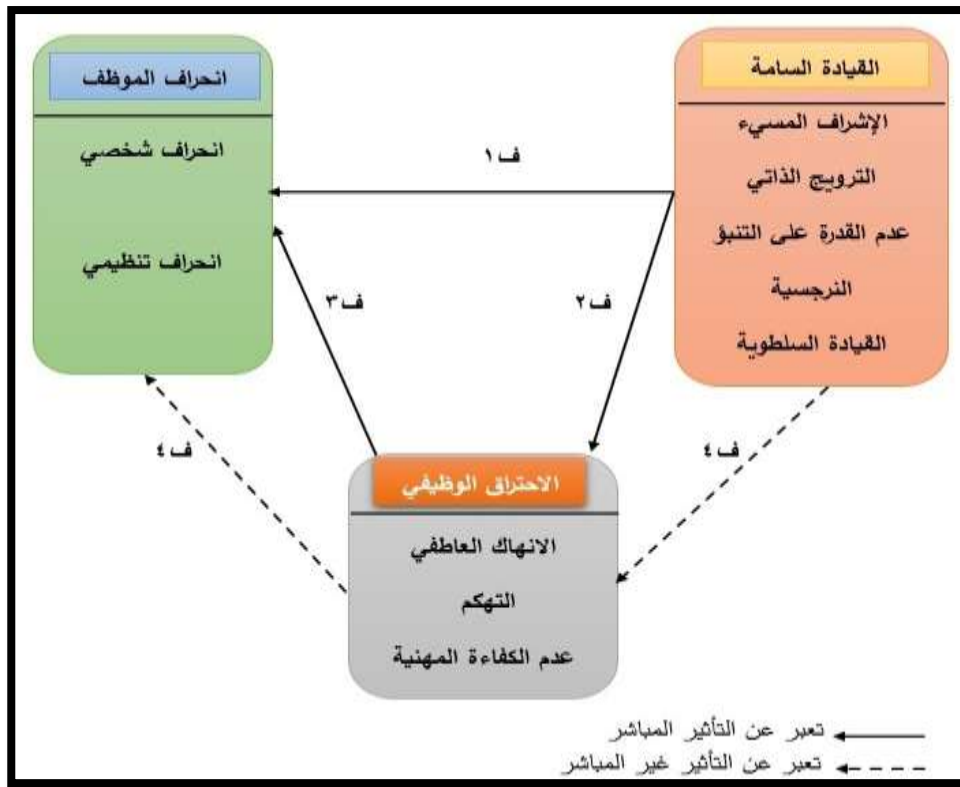 القيادة السامة
الإشراف المسيء
الترويج الذاتي
عدم القدرة على التنبؤ
النرجسية
القيادة السلطوية
انحراف الموظف
انحراف شخصي
انحراف تنظيمي
ف ١
ف ٢
ف ٣
ف ٤
ف ٤
الاحتراق الوظيفي
الانهاك العاطفي
التهكم
عدم الكفاءة المهنية
تعبر عن التأثير المباشر
تعبر عن التأثير غير المباشر